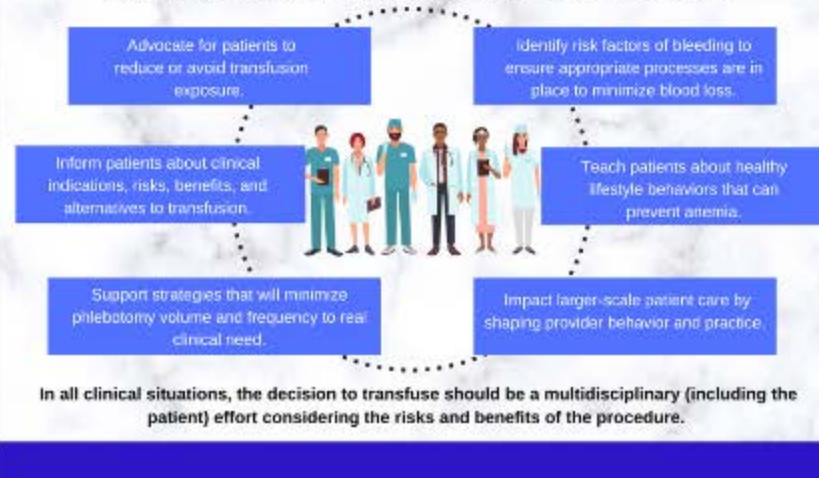 Advocate for patients to
reduce or avoid transfusion
exposure.
Identify risk factors of bleeding to
ensure appropriate processes are in
place to minimize blood loss.
Inform patients about clinical
indications, risks, benefits, and
alternatives to transfusion.
Teach patients about healthy
lifestyle behaviors that can
prevent anemia.
Support strategies that will minimize
phlebotomy volume and frequency to real
clinical need.
Impact larger-scale patient care by
shaping provider behavior and practice.
In all clinical situations, the decision to transfuse should be a multidisciplinary (including the
patient) effort considering the risks and benefits of the procedure.